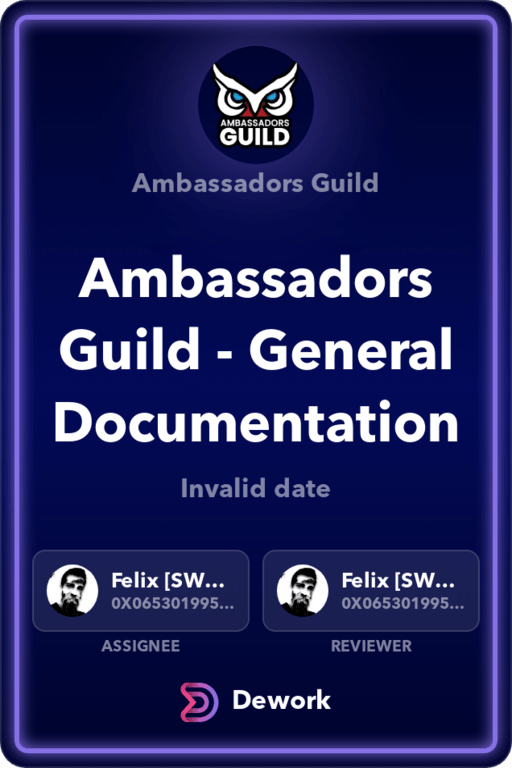 AMBASSADORS
GUILD
Ambassadors Guild
Ambassadors
Guild - General
Documentation
Invalid date
Felix [SW...
0X065301995...
Felix [SW...
0X065301995...
ASSIGNEE
REVIEWER
Dework